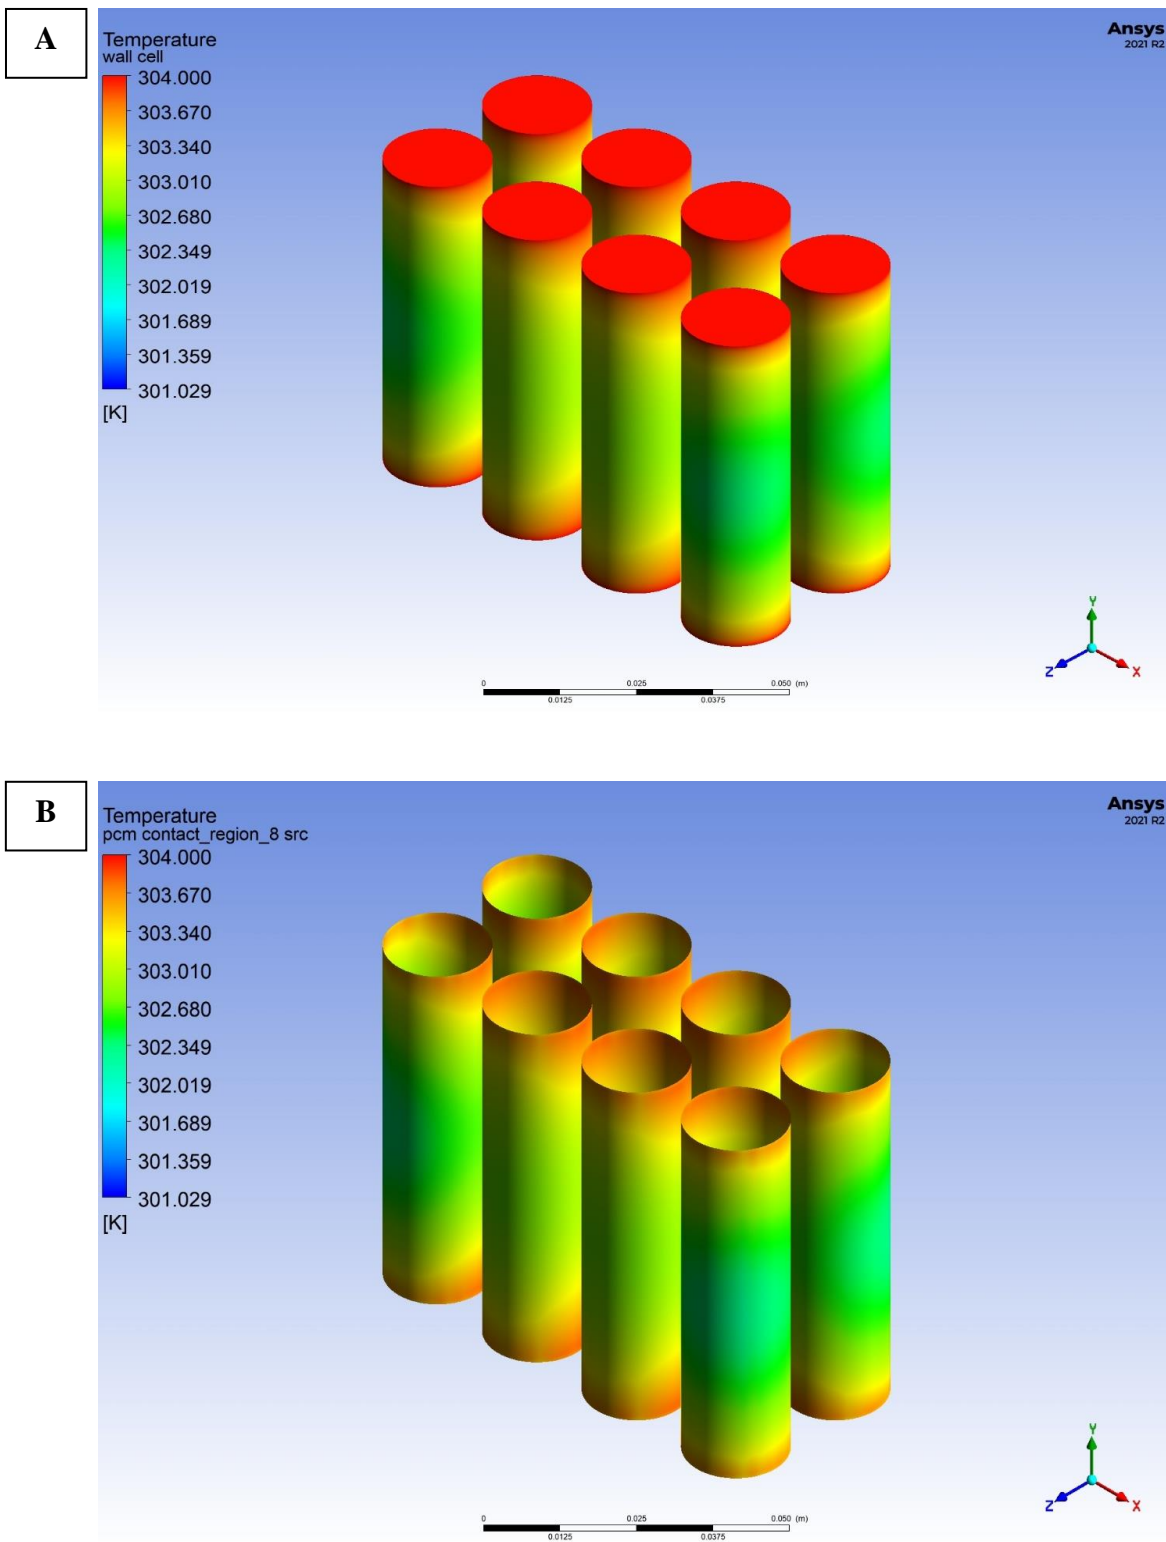 A
Temperature
wall cell
Ansys
2021 R2
304.000
303.670
303.340
303.010
302.680
302.349
302.019
301.689
301.359
301.029
[K]
Y
Z
X
0
0.025
0.050 (m)
0.0125
0.0375
B
Temperature
pcm contact_region_8 src
Ansys
2021 R2
304.000
303.670
303.340
303.010
302.680
302.349
302.019
301.689
301.359
301.029
[K]
Y
Z
X
0
0.025
0.050 (m)
0.0125
0.0375